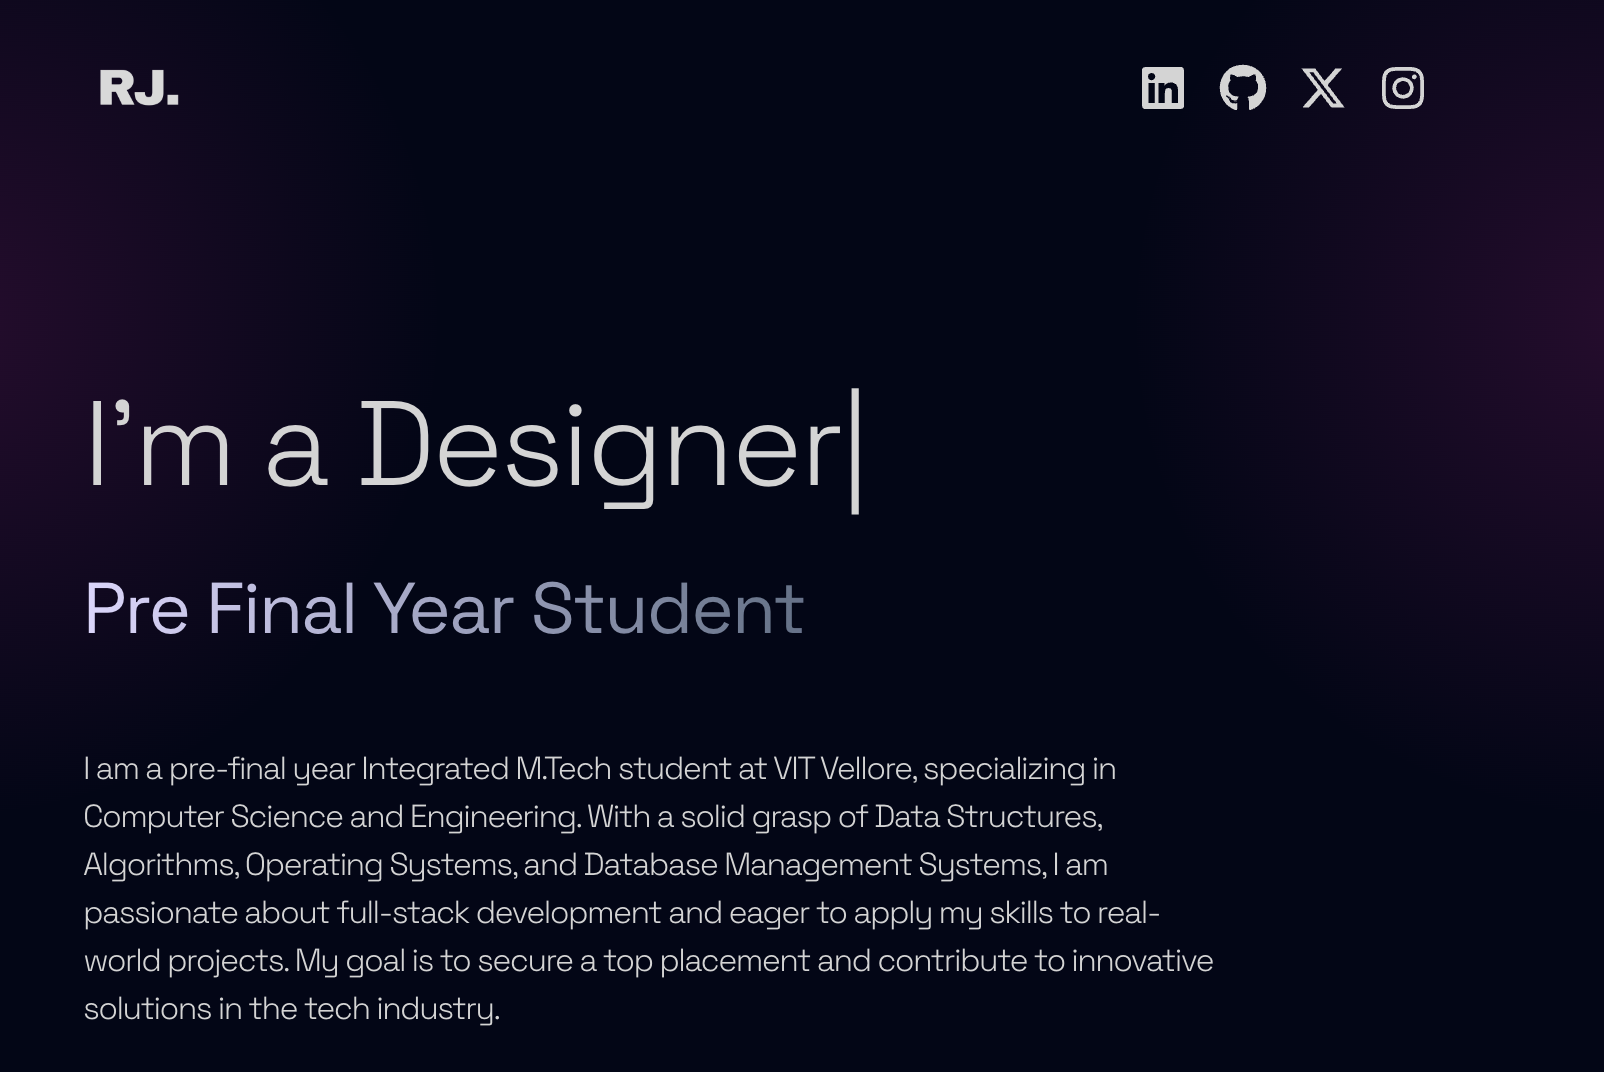 RJ.
I'm a Designer|
Pre Final Year Student
I am a pre-final year Integrated M.Tech student at VIT Vellore, specializing in
Computer Science and Engineering. With a solid grasp of Data Structures,
Algorithms, Operating Systems, and Database Management Systems, I am
passionate about full-stack development and eager to apply my skills to real-
world projects. My goal is to secure a top placement and contribute to innovative
solutions in the tech industry.